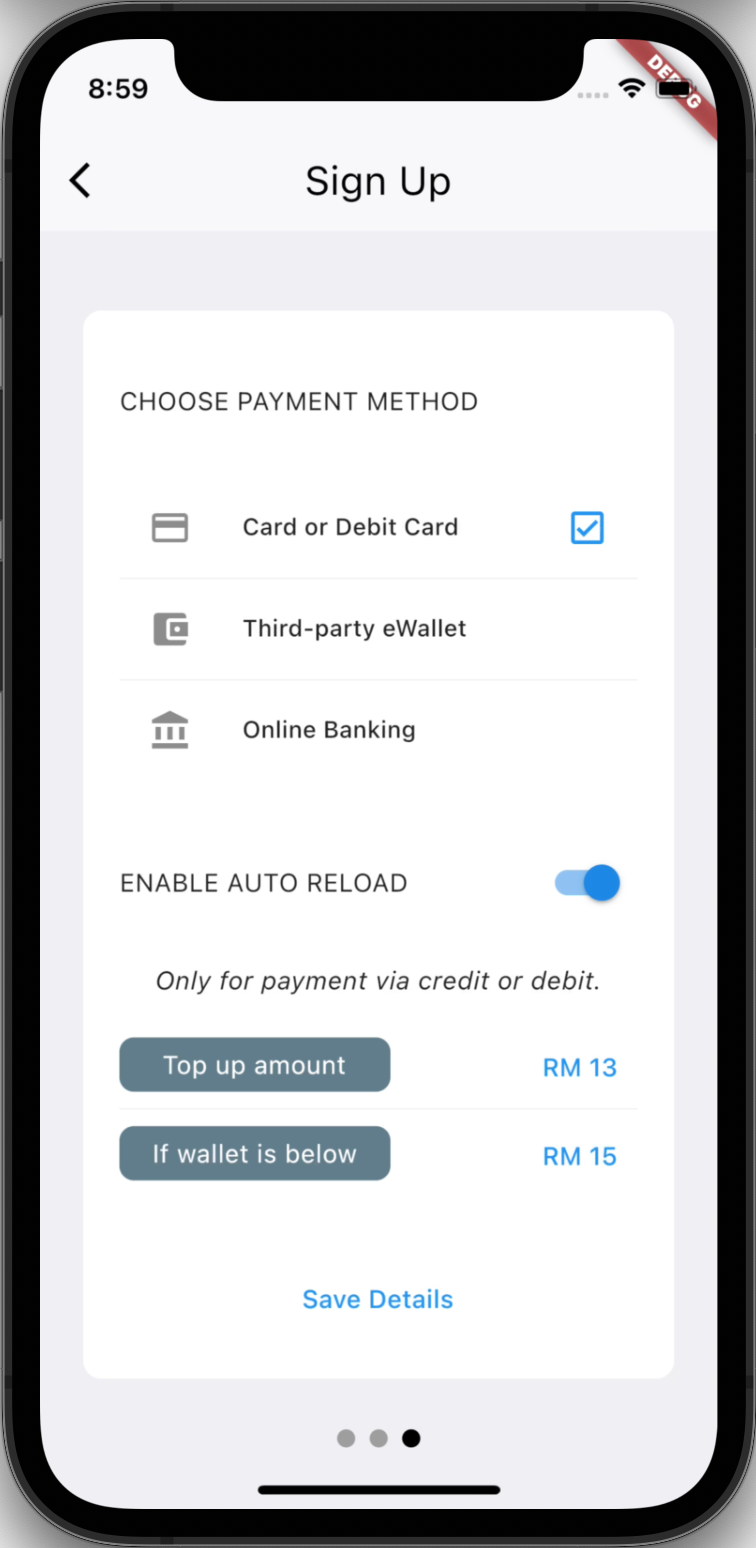 8:59
DEBUG
Sign Up
CHOOSE PAYMENT METHOD
Card or Debit Card
Third-party eWallet
Online Banking
ENABLE AUTO RELOAD
Only for payment via credit or debit.
Top up amount
RM 13
If wallet is below
RM 15
Save Details